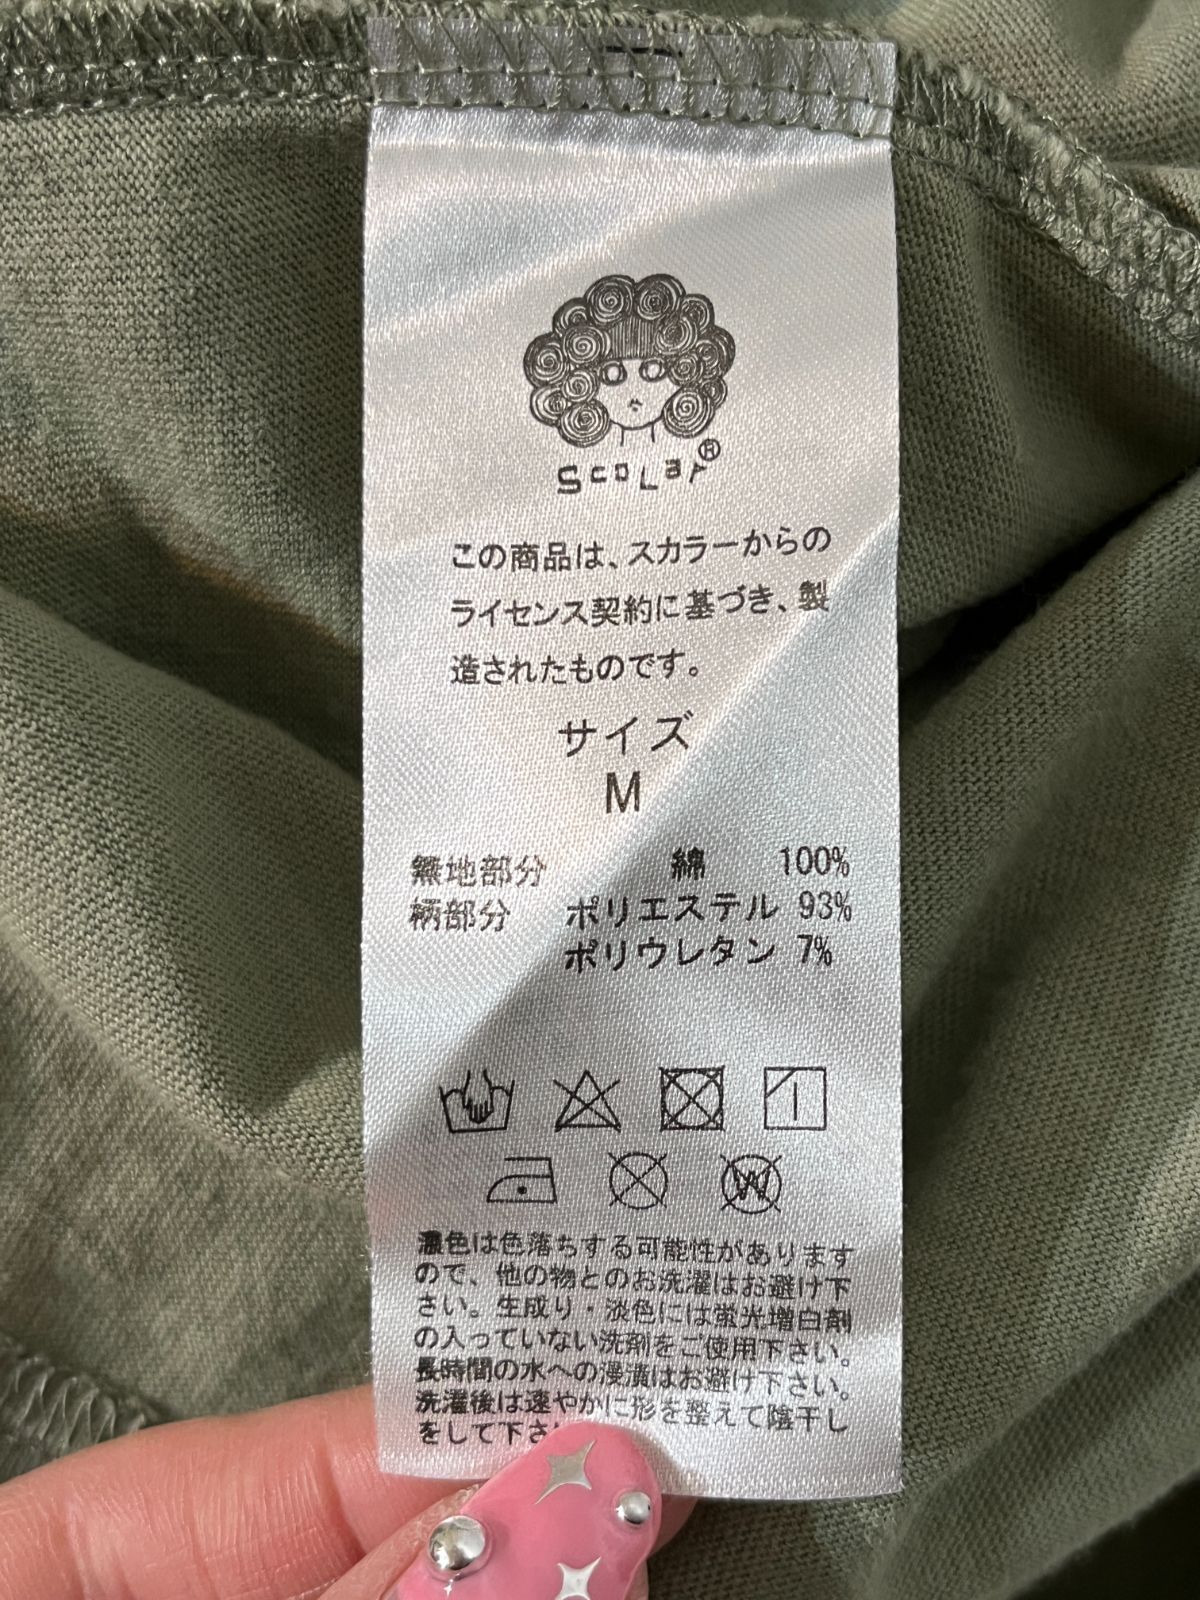 ScoLar®
この商品は、スカラーからの
ライセンス契約に基づき、製
造されたものです。
サイズ
M
無地部分 綿 100%
柄部分 ポリエステル 93%
ポリウレタン 7%
W
濃色は色落ちする可能性があります
ので、他の物とのお洗濯はお避け下
さい。生成り・淡色には蛍光増白剤
の入っていない洗剤をご使用下さい。
長時間の水への浸漬はお避け下さい。
洗濯後は速やかに形を整えて陰干し
をして下さ